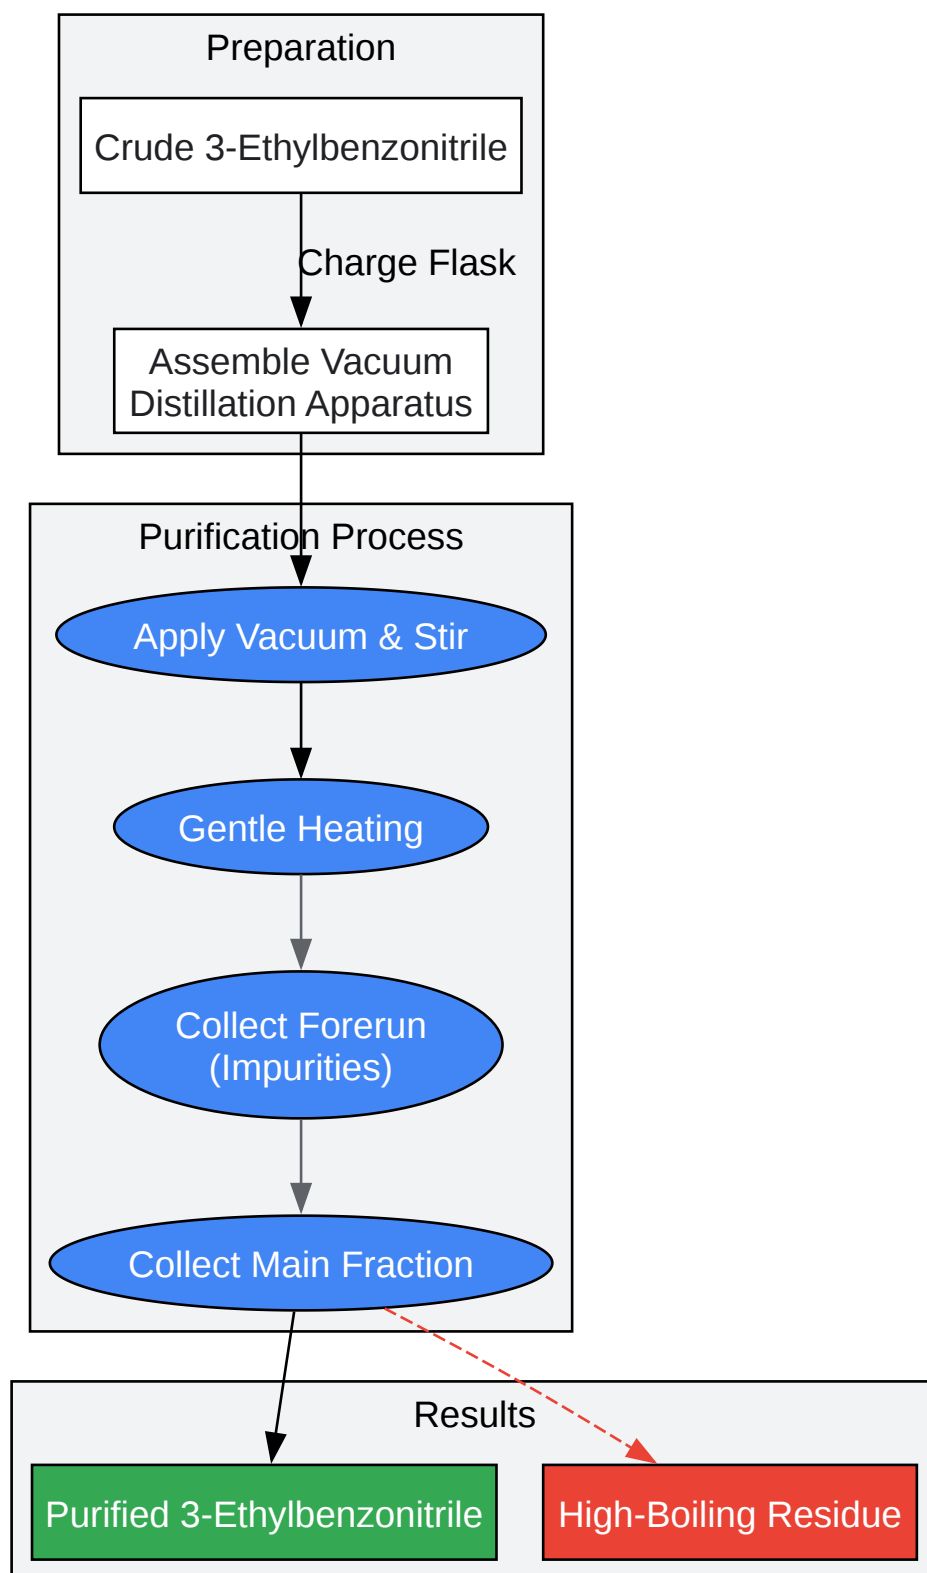 Preparation
Crude 3-Ethylbenzonitrile
Charge Flask
Assemble Vacuum
Distillation Apparatus
Purification Process
Apply Vacuum & Stir
Gentle Heating
Collect Forerun
(Impurities)
Collect Main Fraction
Results
Purified 3-Ethylbenzonitrile
High-Boiling Residue